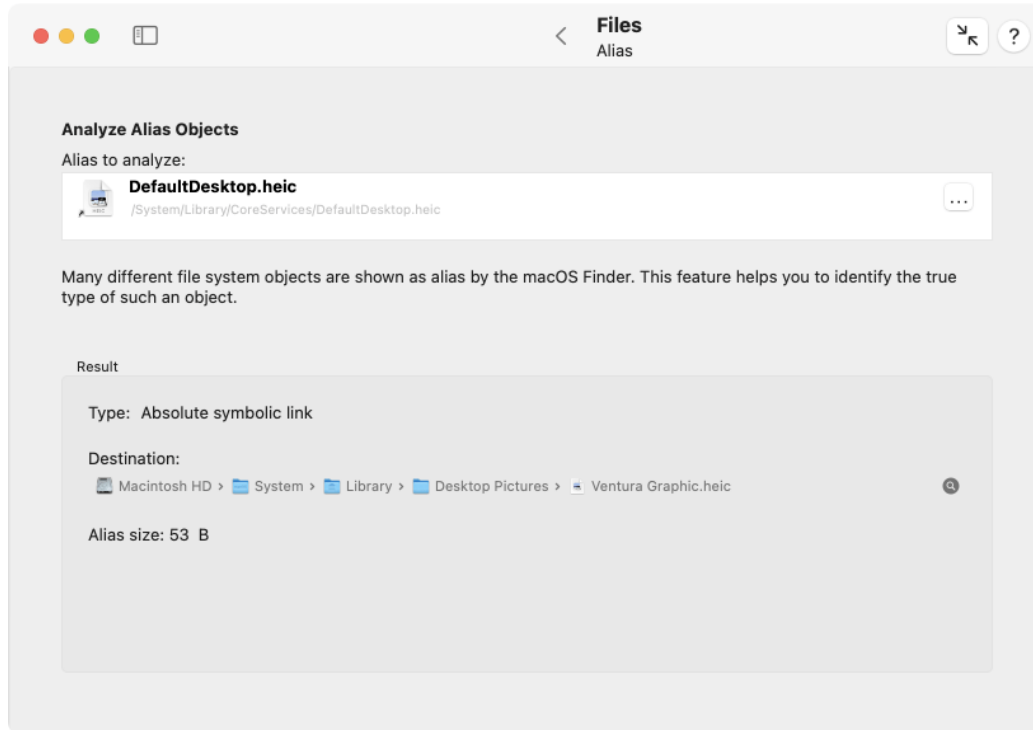 Files
Alias
?
Analyze Alias Objects
Alias to analyze:
DefaultDesktop.heic
/System/Library/CoreServices/DefaultDesktop.heic
...
Many different file system objects are shown as alias by the macOS Finder. This feature helps you to identify the true
type of such an object.
Result
Type: Absolute symbolic link
Destination:
Macintosh HD › System › Library › Desktop Pictures › Ventura Graphic.heic
Alias size: 53 B